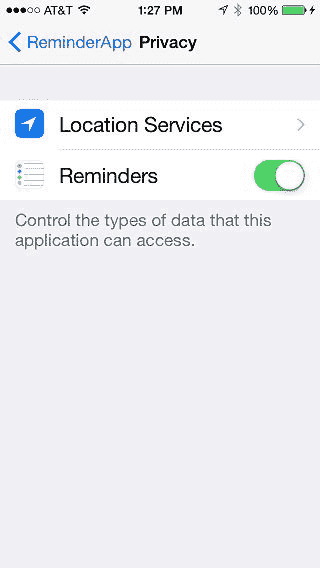 AT&T 1:27 PM 100%
ReminderApp Privacy
Location Services
Reminders
Control the types of data that this
application can access.